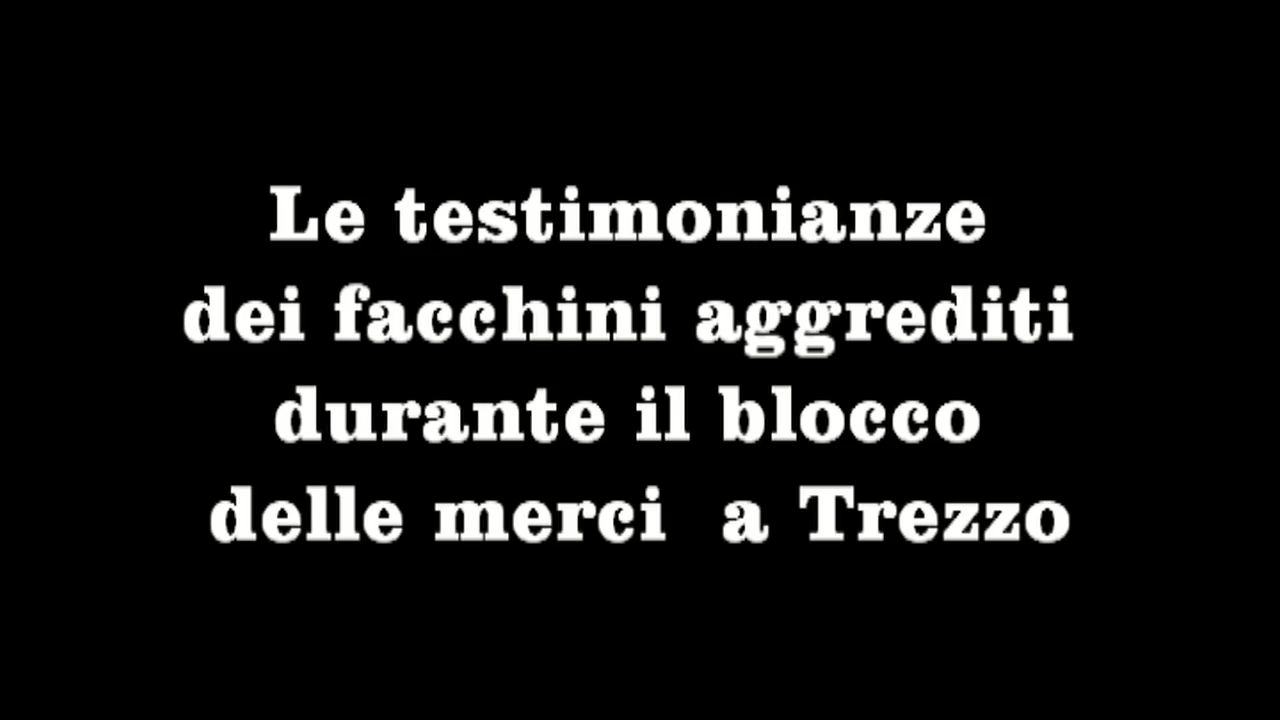 Le testimonianze
dei facchini aggrediti
durante il blocco
delle merci  a Trezzo